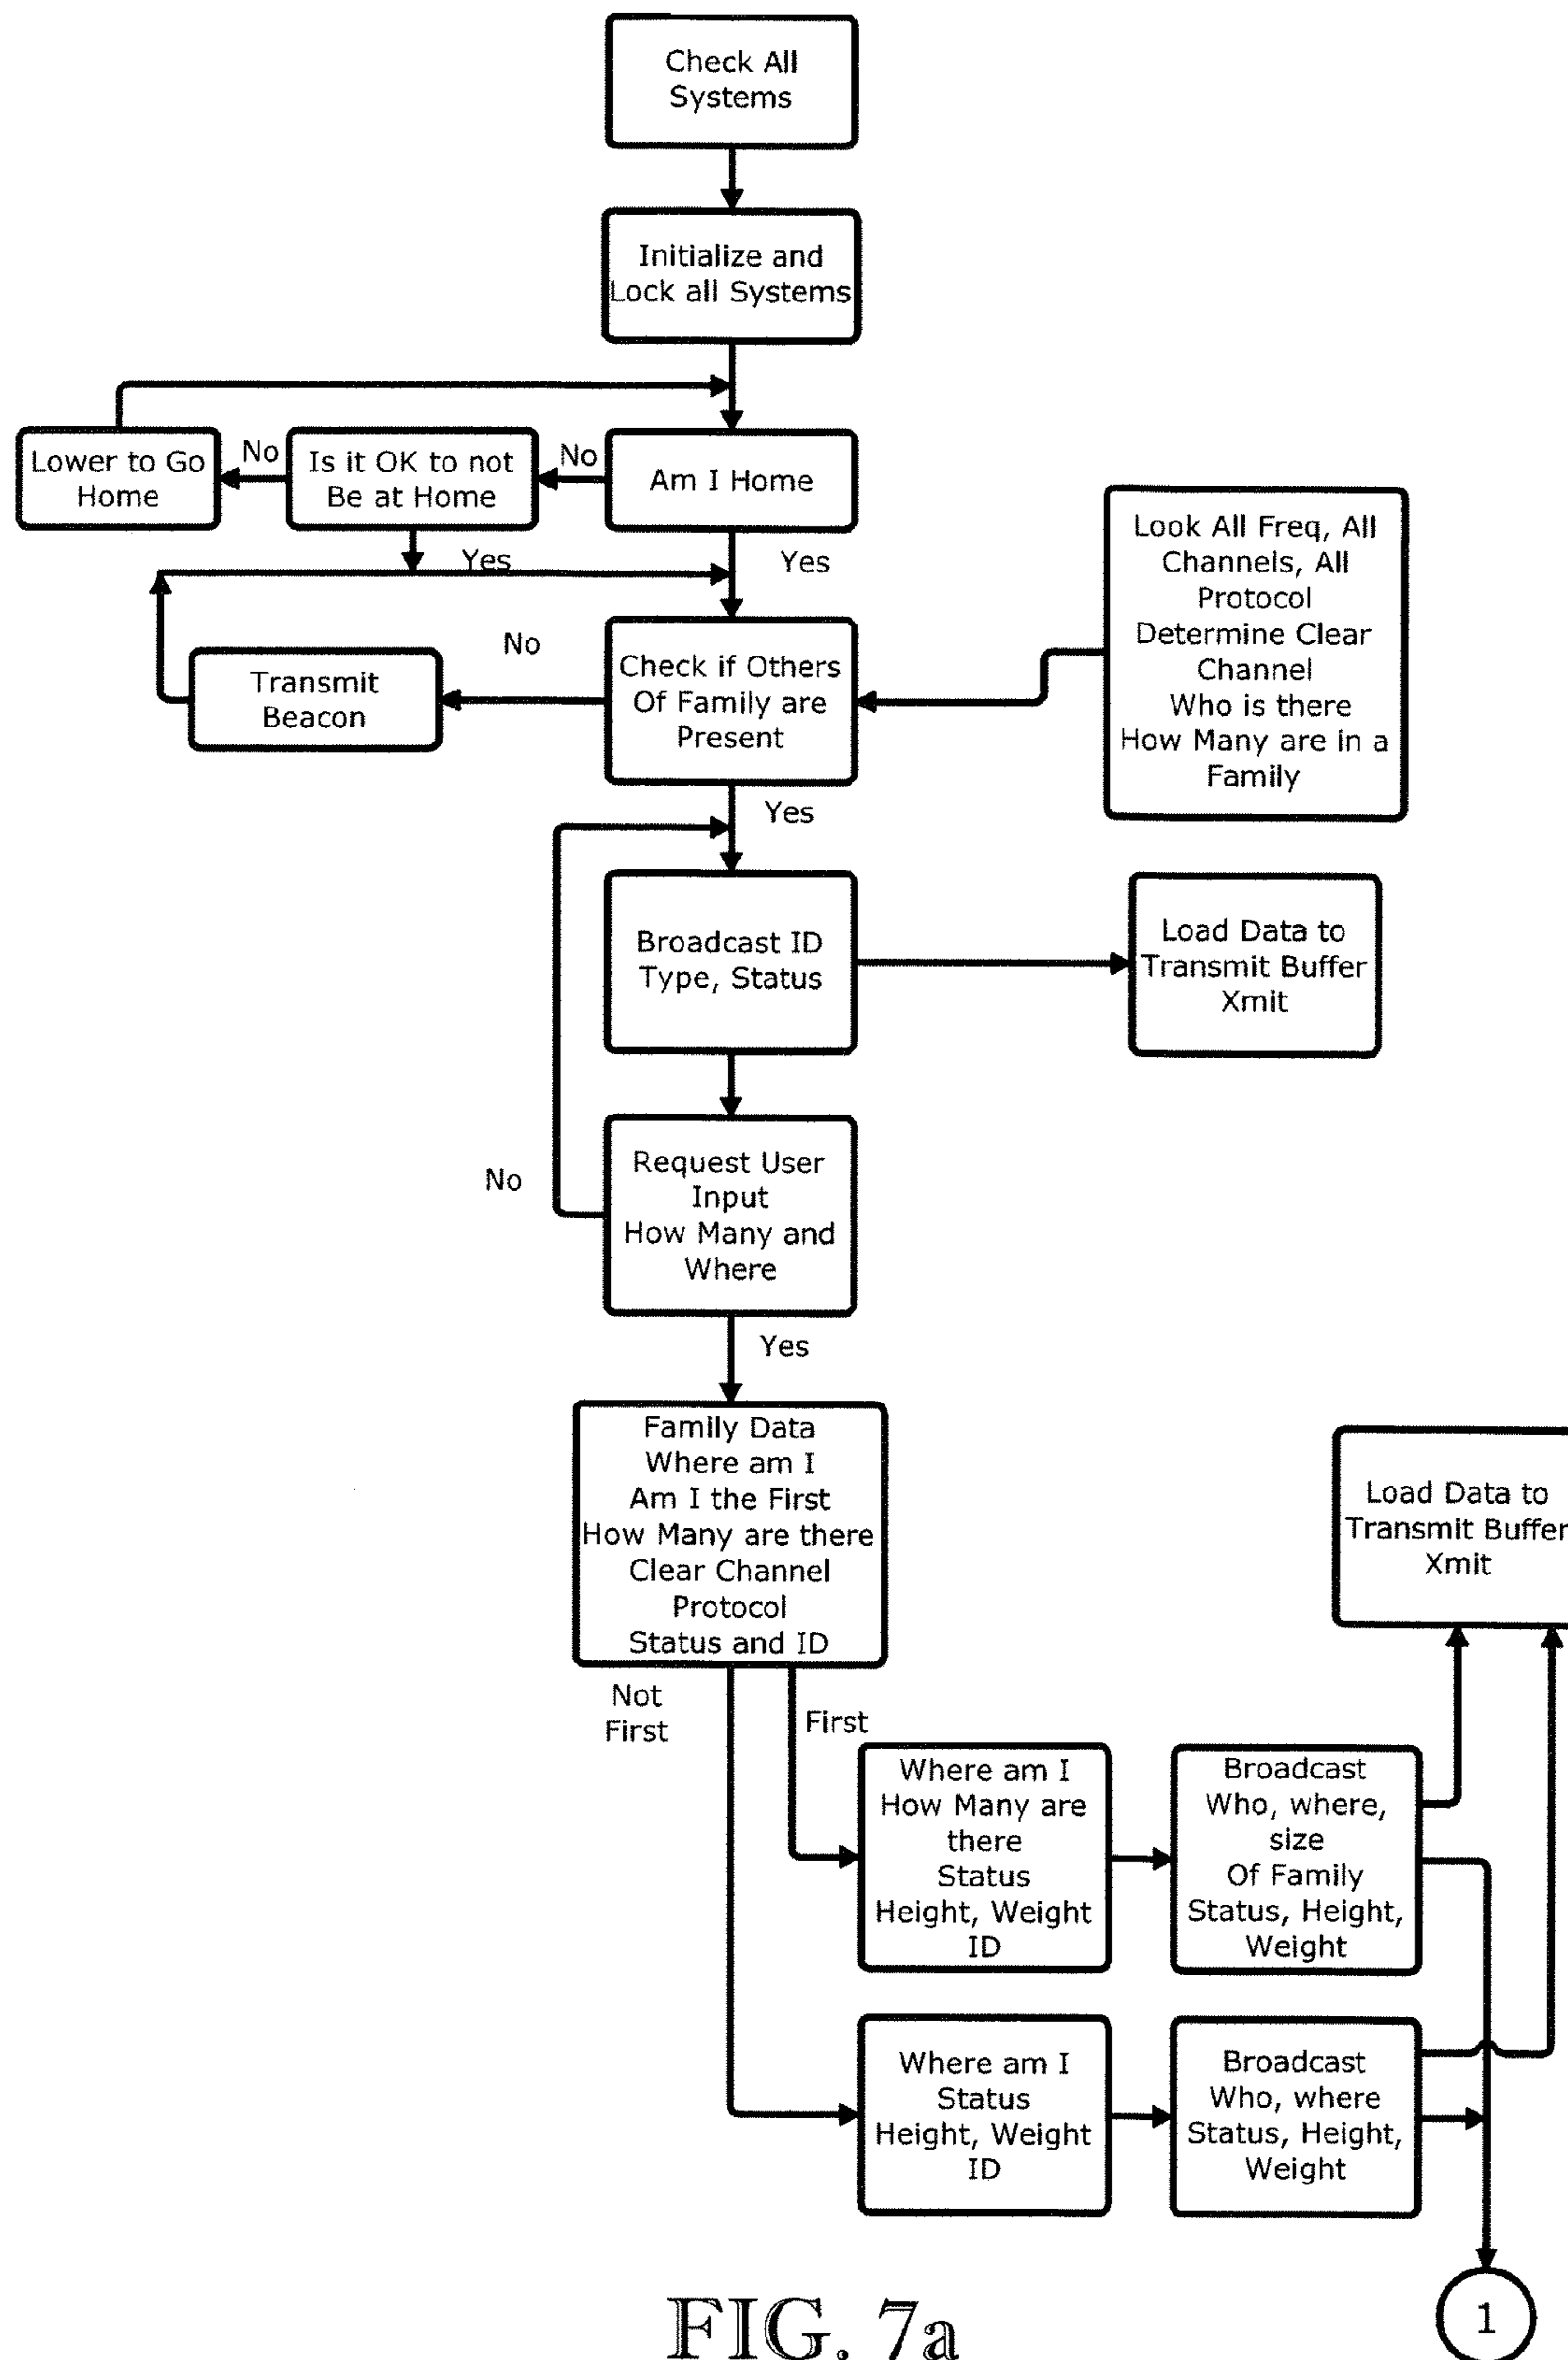 Check All
Systems
Initialize and
Lock all Systems
Lower to Go
Home
No
Is it OK to not
Be at Home
No
Am I Home
Yes
Yes
Look All Freq, All
Channels, All
Protocol
Determine Clear
Channel
Who is there
How Many are in a
Family
No
Transmit
Beacon
Check if Others
Of Family are
Present
Yes
Broadcast ID
Type, Status
Load Data to
Transmit Buffer
Xmit
No
Request User
Input
How Many and
Where
Yes
Family Data
Where am I
Am I the First
How Many are there
Clear Channel
Protocol
Status and ID
Load Data to
Transmit Buffer
Xmit
Not
First
First
Where am I
How Many are
there
Status
Height, Weight
ID
Broadcast
Who, where,
size
Of Family
Status, Height,
Weight
Where am I
Status
Height, Weight
ID
Broadcast
Who, where
Status, Height,
Weight
1
FIG. 7a